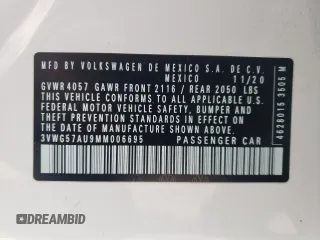 MFD BY VOLKSWAGEN DE MEXICO S.A. DE C.V.
MEXICO 11/20
GVWR 4057 GAWR FRONT 2116 / REAR 2050 LBS
THIS VEHICLE CONFORMS TO ALL APPLICABLE U.S.
FEDERAL MOTOR VEHICLE SAFETY, BUMPER AND
THEFT PREVENTION STANDARDS IN EFFECT ON THE
DATE OF MANUFACTURE SHOWN ABOVE.
3VWG57AU9MM006695 PASSENGER CAR
4628015 3505 M
DREAMBID